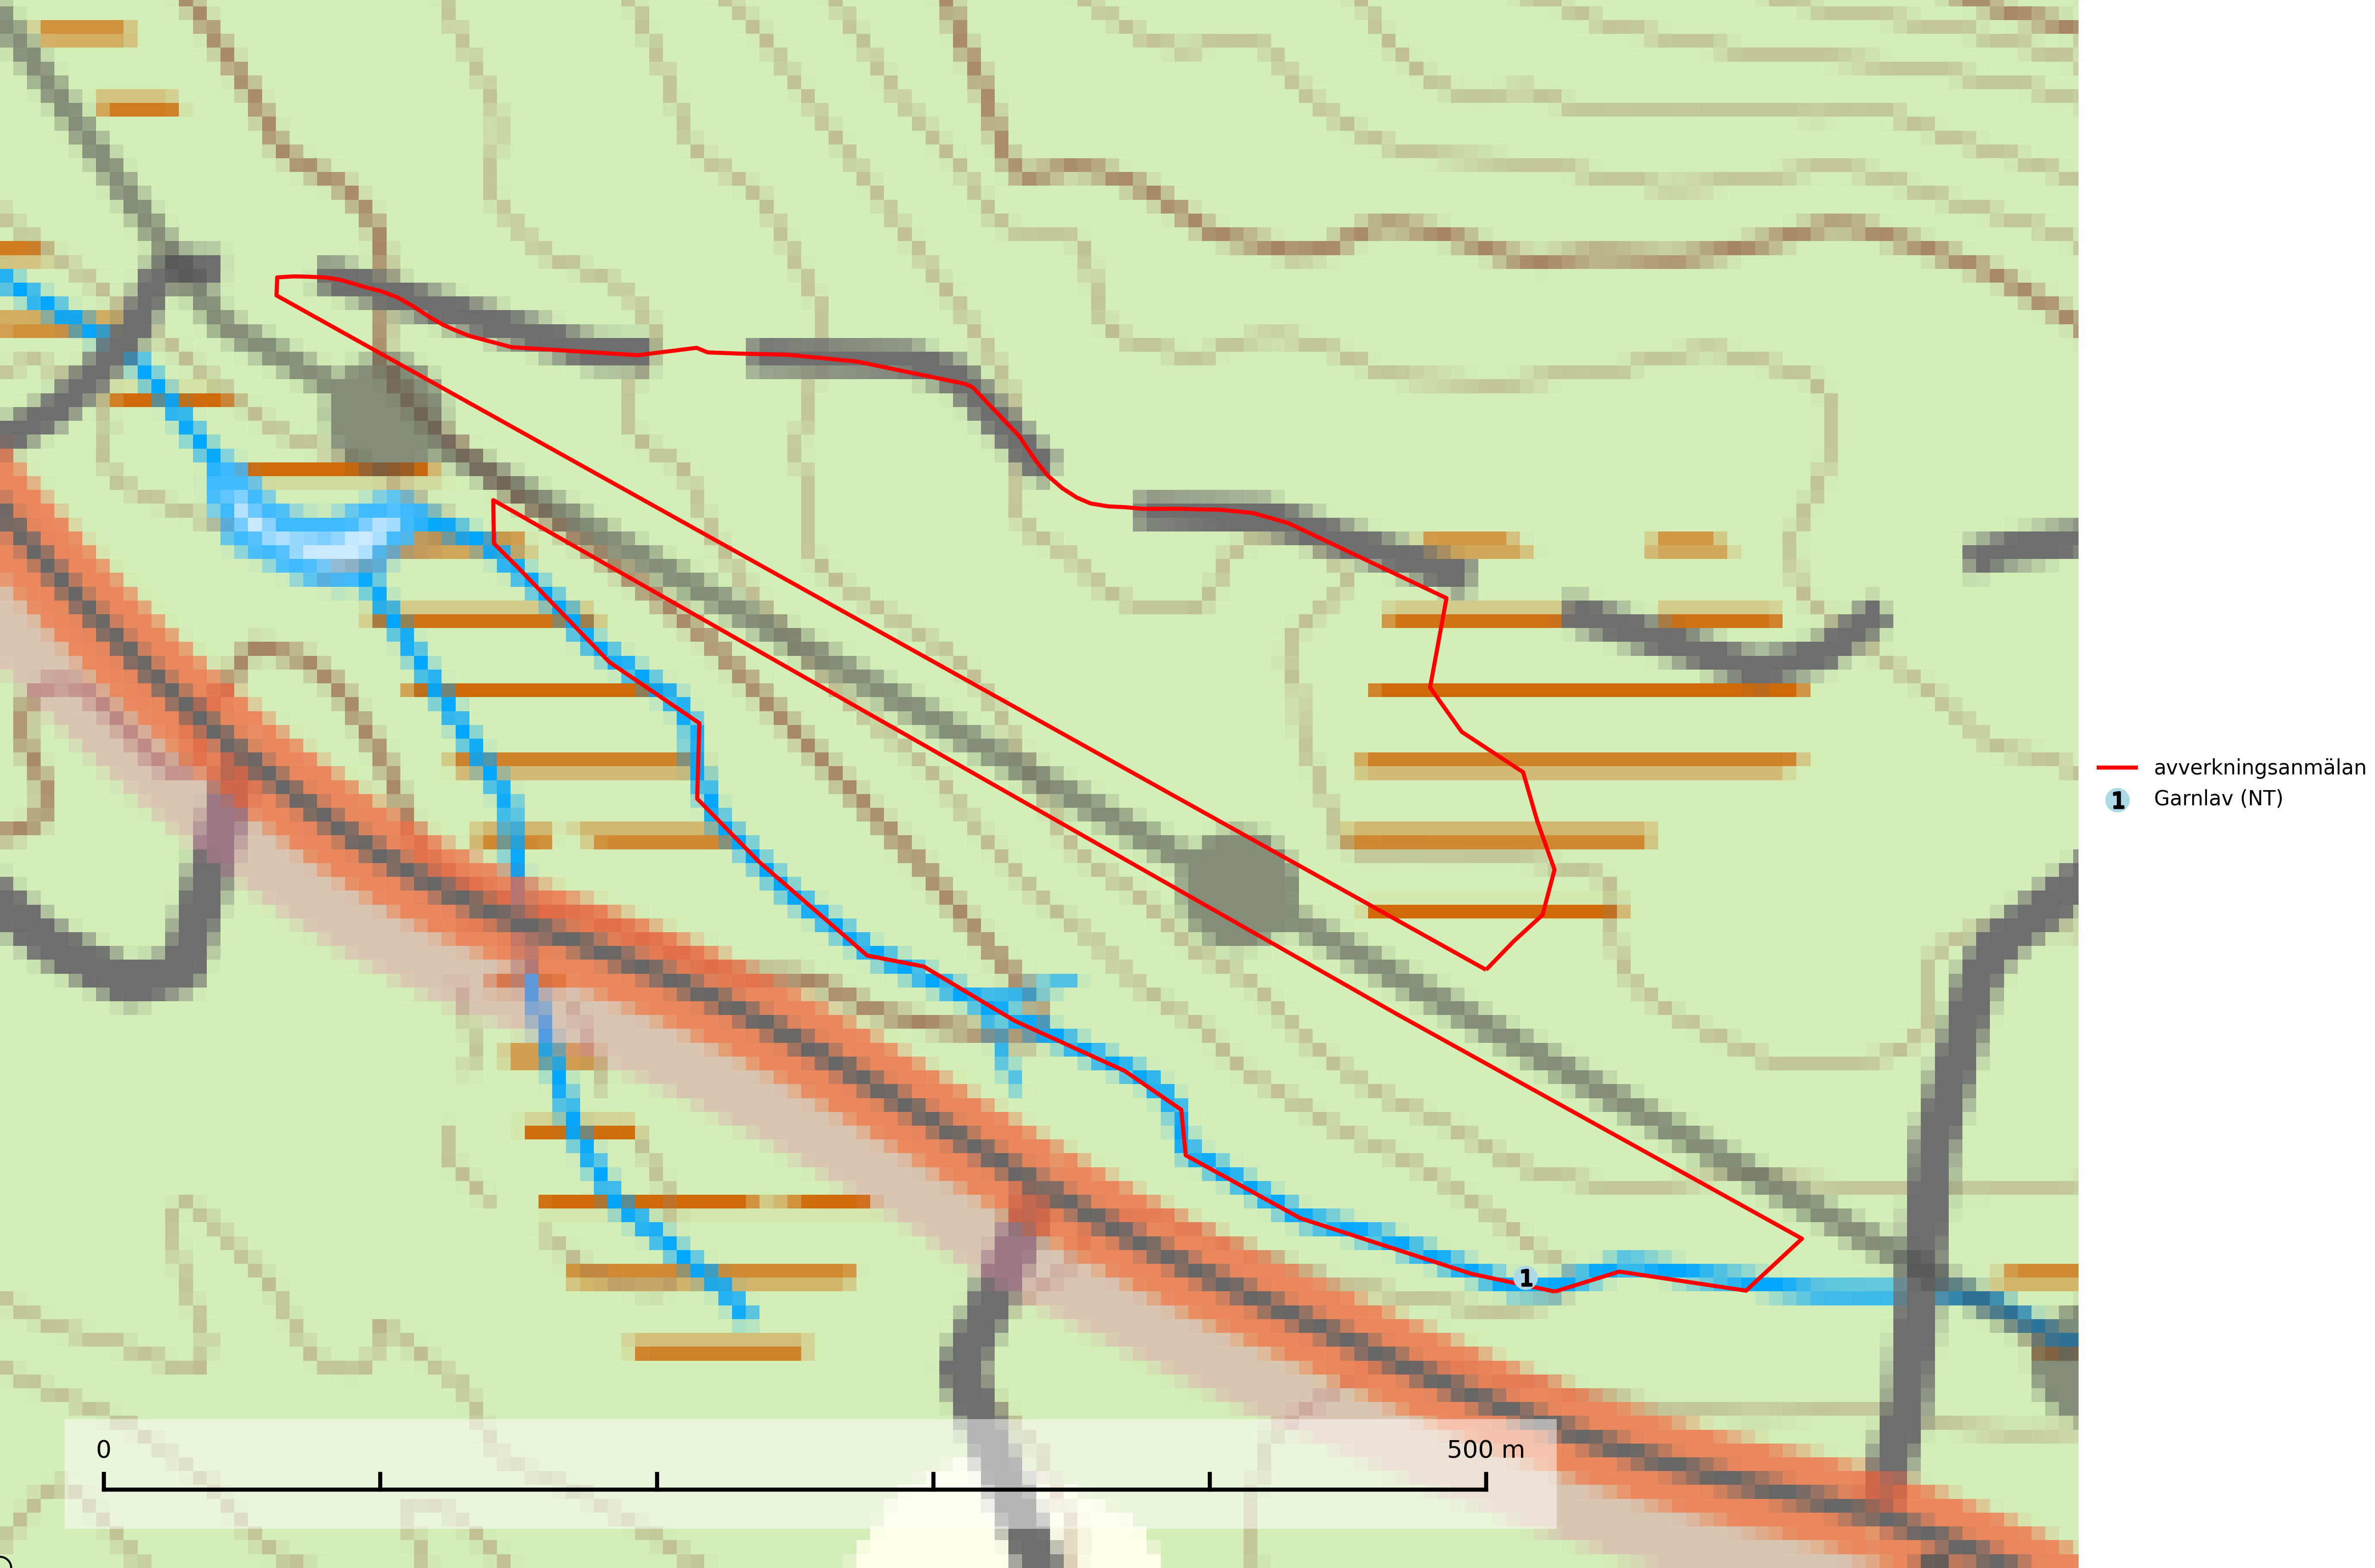 avverkningsanmälan
1 Garnlav (NT)
1
0 500 m